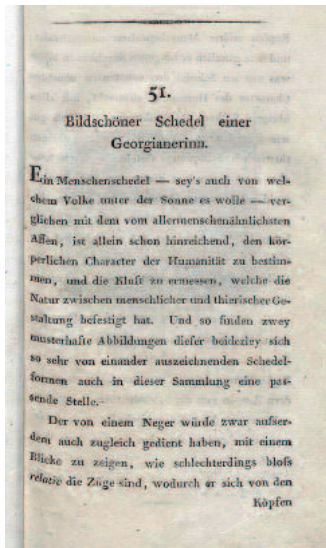 51.
Bildschöner Schedel einer
Georgianerinn.
Ein Menschenschedel — sey's auch von wel-
chem Volke unter der Sonne es wolle — ver-
glichen mit dem vom allermenschenähnlichsten
Affen, ist allein schon hinreichend, den kör-
perlichen Character der Humanität zu bestim-
men, und die Kluft zu ermessen, welche die
Natur zwischen menschlicher und thierischer Ge-
staltung befestigt hat. Und so finden zwey
musterhafte Abbildungen dieser beiderley sich
so sehr von einander auszeichnenden Schedel-
formen auch in dieser Sammlung eine pas-
sende Stelle.
Der von einem Neger würde zwar aufser-
dem auch zugleich gedient haben, mit einem
Blicke zu zeigen, wie schlechterdings blofs
relativ die Züge sind, wodurch er sich von den
Köpfen